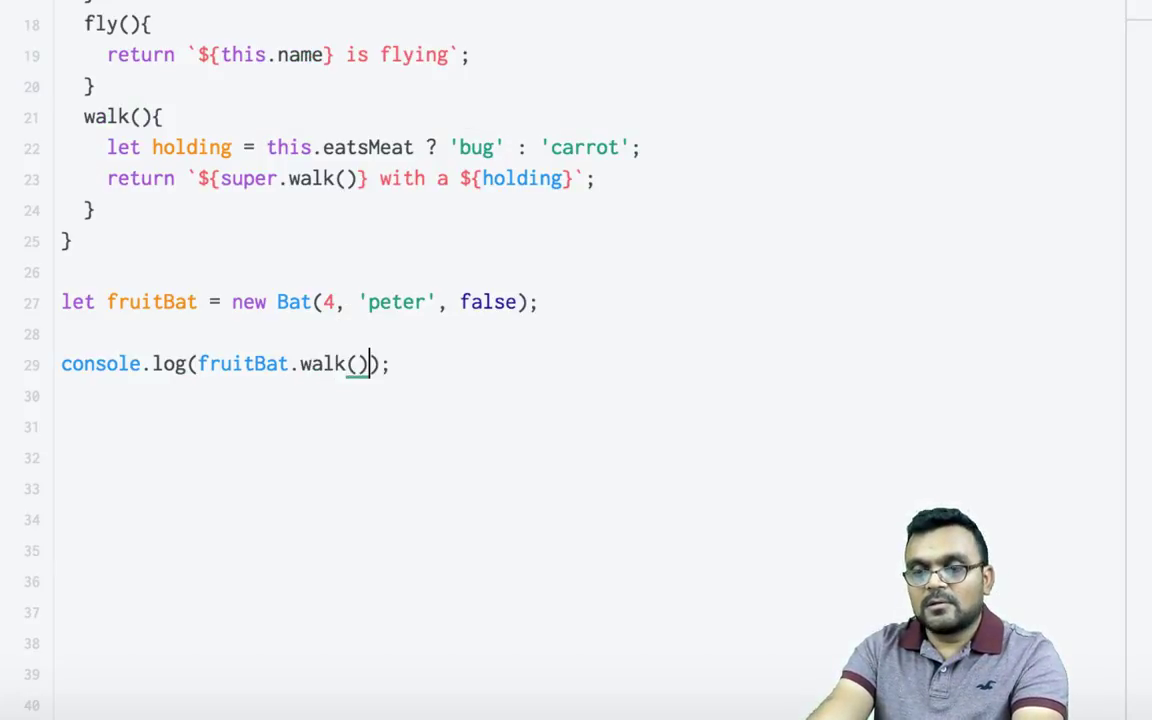 18 fly(){
19 return `${this.name} is flying`;
20 }
21 walk(){
22 let holding = this.eatsMeat ? 'bug' : 'carrot';
23 return `${super.walk()} with a ${holding}`;
24 }
25 }
26
27 let fruitBat = new Bat(4, 'peter', false);
28
29 console.log(fruitBat.walk());
30
31
32
33
34
35
36
37
38
39
40